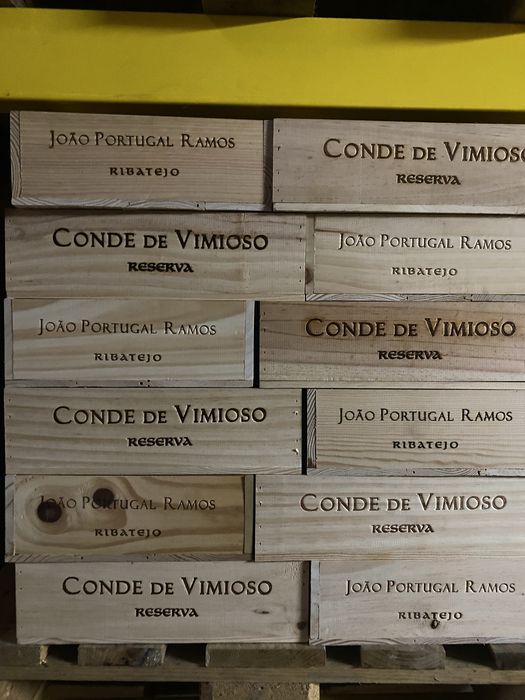 João Portugal Ramos
Ribatejo
Conde de Vimioso
Reserva
Conde de Vimioso
Reserva
João Portugal Ramos
Ribatejo
João Portugal Ramos
Ribatejo
Conde de Vimioso
Reserva
Conde de Vimioso
Reserva
João Portugal Ramos
Ribatejo
João Portugal Ramos
Ribatejo
Conde de Vimioso
Reserva
Conde de Vimioso
Reserva
João Portugal Ramos
Ribatejo